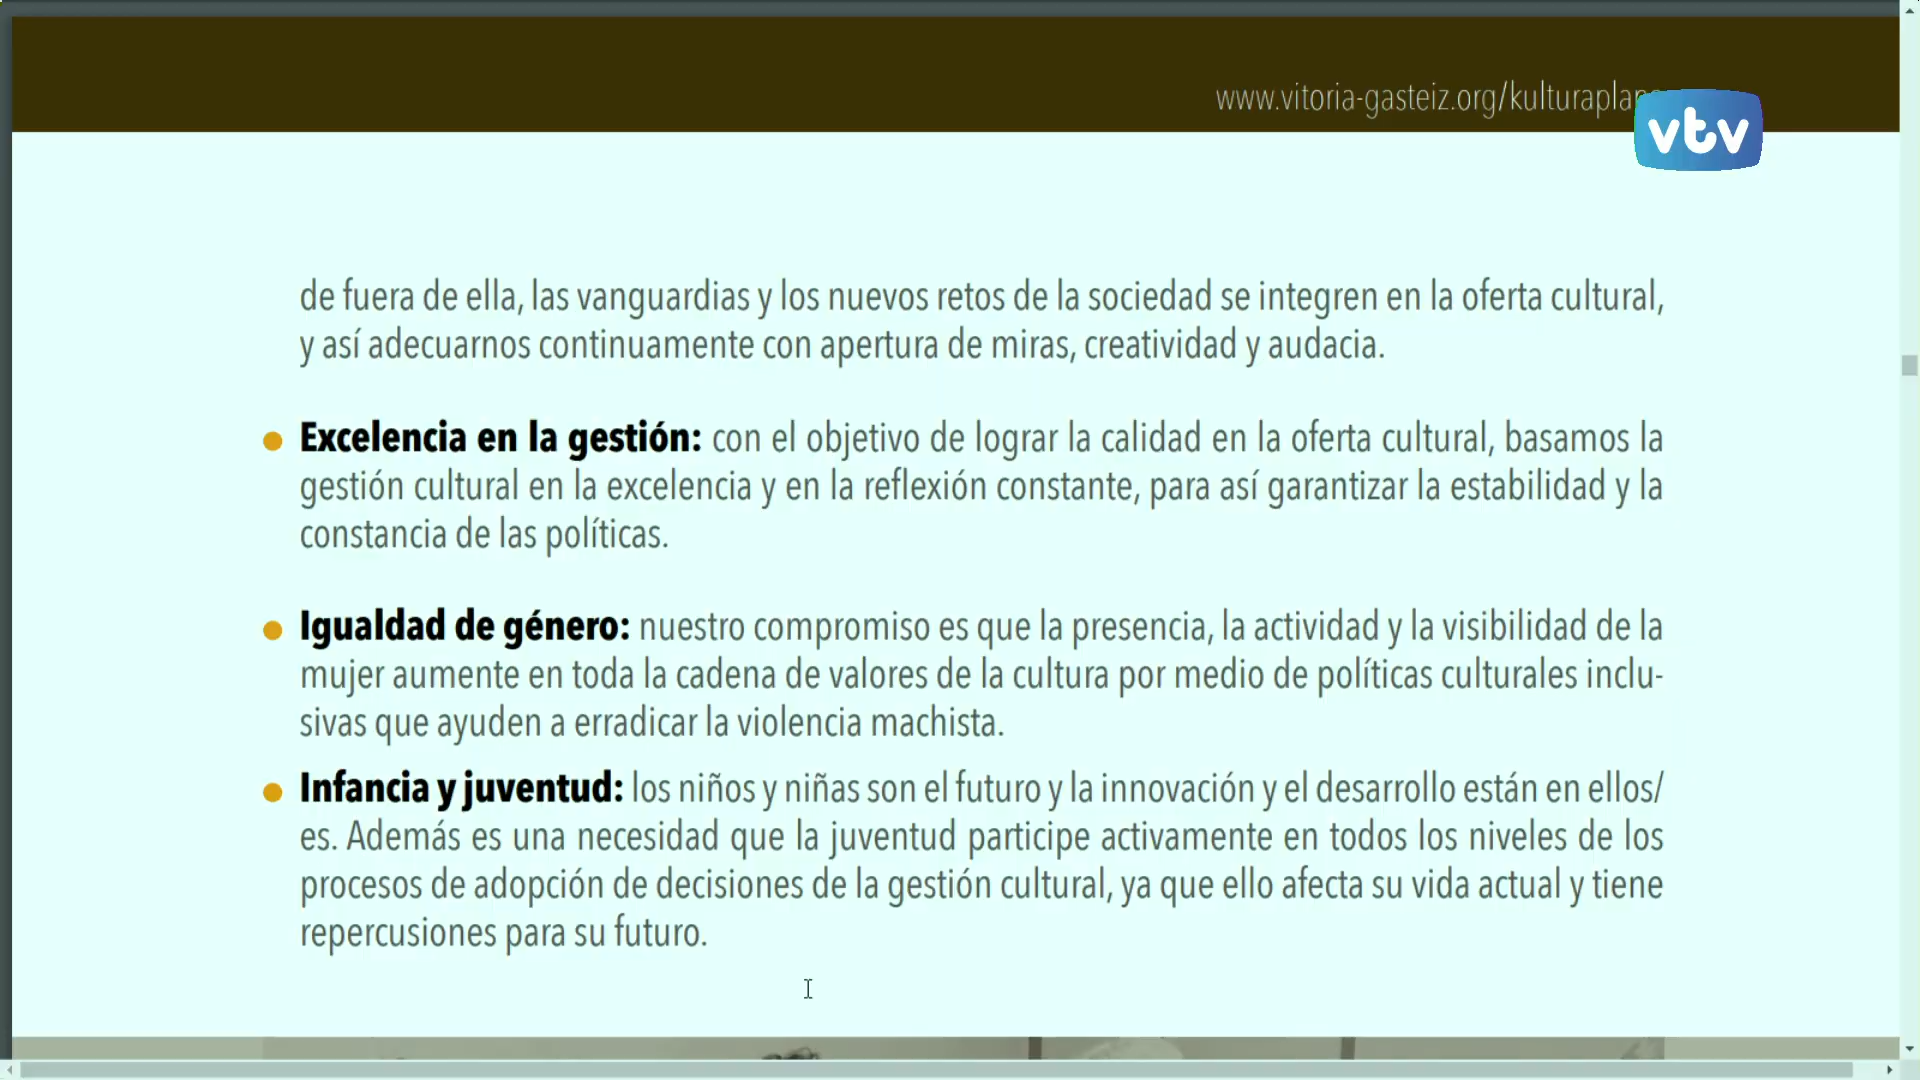 www.vitoria-gasteiz.org/kulturaplana
vtv
de fuera de ella, las vanguardias y los nuevos retos de la sociedad se integren en la oferta cultural,
y así adecuarnos continuamente con apertura de miras, creatividad y audacia.
Excelencia en la gestión: con el objetivo de lograr la calidad en la oferta cultural, basamos la
gestión cultural en la excelencia y en la reflexión constante, para así garantizar la estabilidad y la
constancia de las políticas.
Igualdad de género: nuestro compromiso es que la presencia, la actividad y la visibilidad de la
mujer aumente en toda la cadena de valores de la cultura por medio de políticas culturales inclu-
sivas que ayuden a erradicar la violencia machista.
Infancia y juventud: los niños y niñas son el futuro y la innovación y el desarrollo están en ellos/
es. Además es una necesidad que la juventud participe activamente en todos los niveles de los
procesos de adopción de decisiones de la gestión cultural, ya que ello afecta su vida actual y tiene
repercusiones para su futuro.